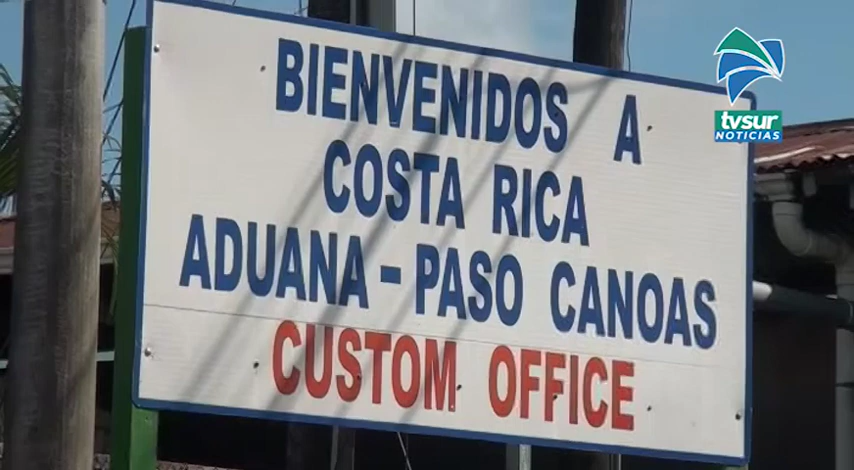 BIENVENIDOS A
COSTA RICA
ADUANA – PASO CANOAS
CUSTOM OFFICE
tvsur
NOTICIAS